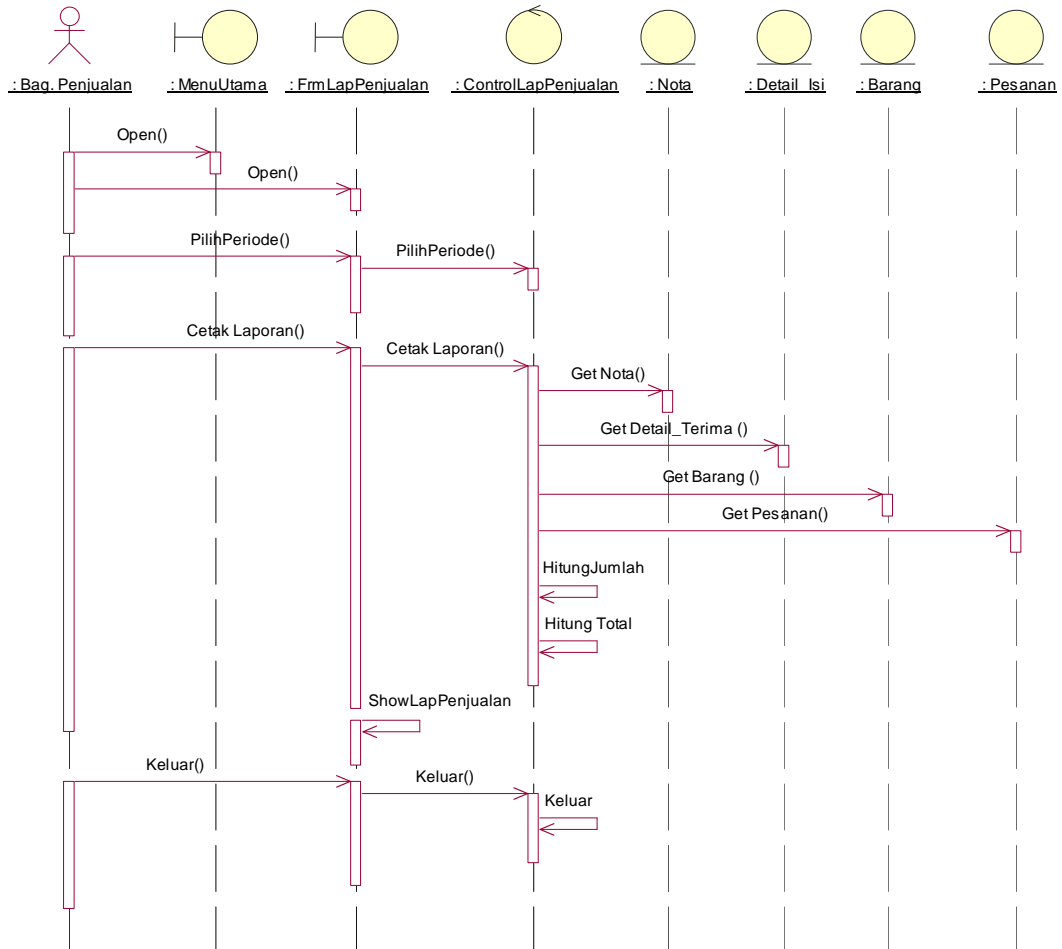 : Bag. Penjualan : MenuUtama : FrmLapPenjualan : ControlLapPenjualan : Nota : Detail_Isi : Barang : Pesanan
Open()
Open()
PilihPeriode()
PilihPeriode()
Cetak Laporan()
Cetak Laporan()
Get Nota()
Get Detail_Terima ()
Get Barang ()
Get Pesanan()
HitungJumlah
Hitung Total
ShowLapPenjualan
Keluar()
Keluar()
Keluar